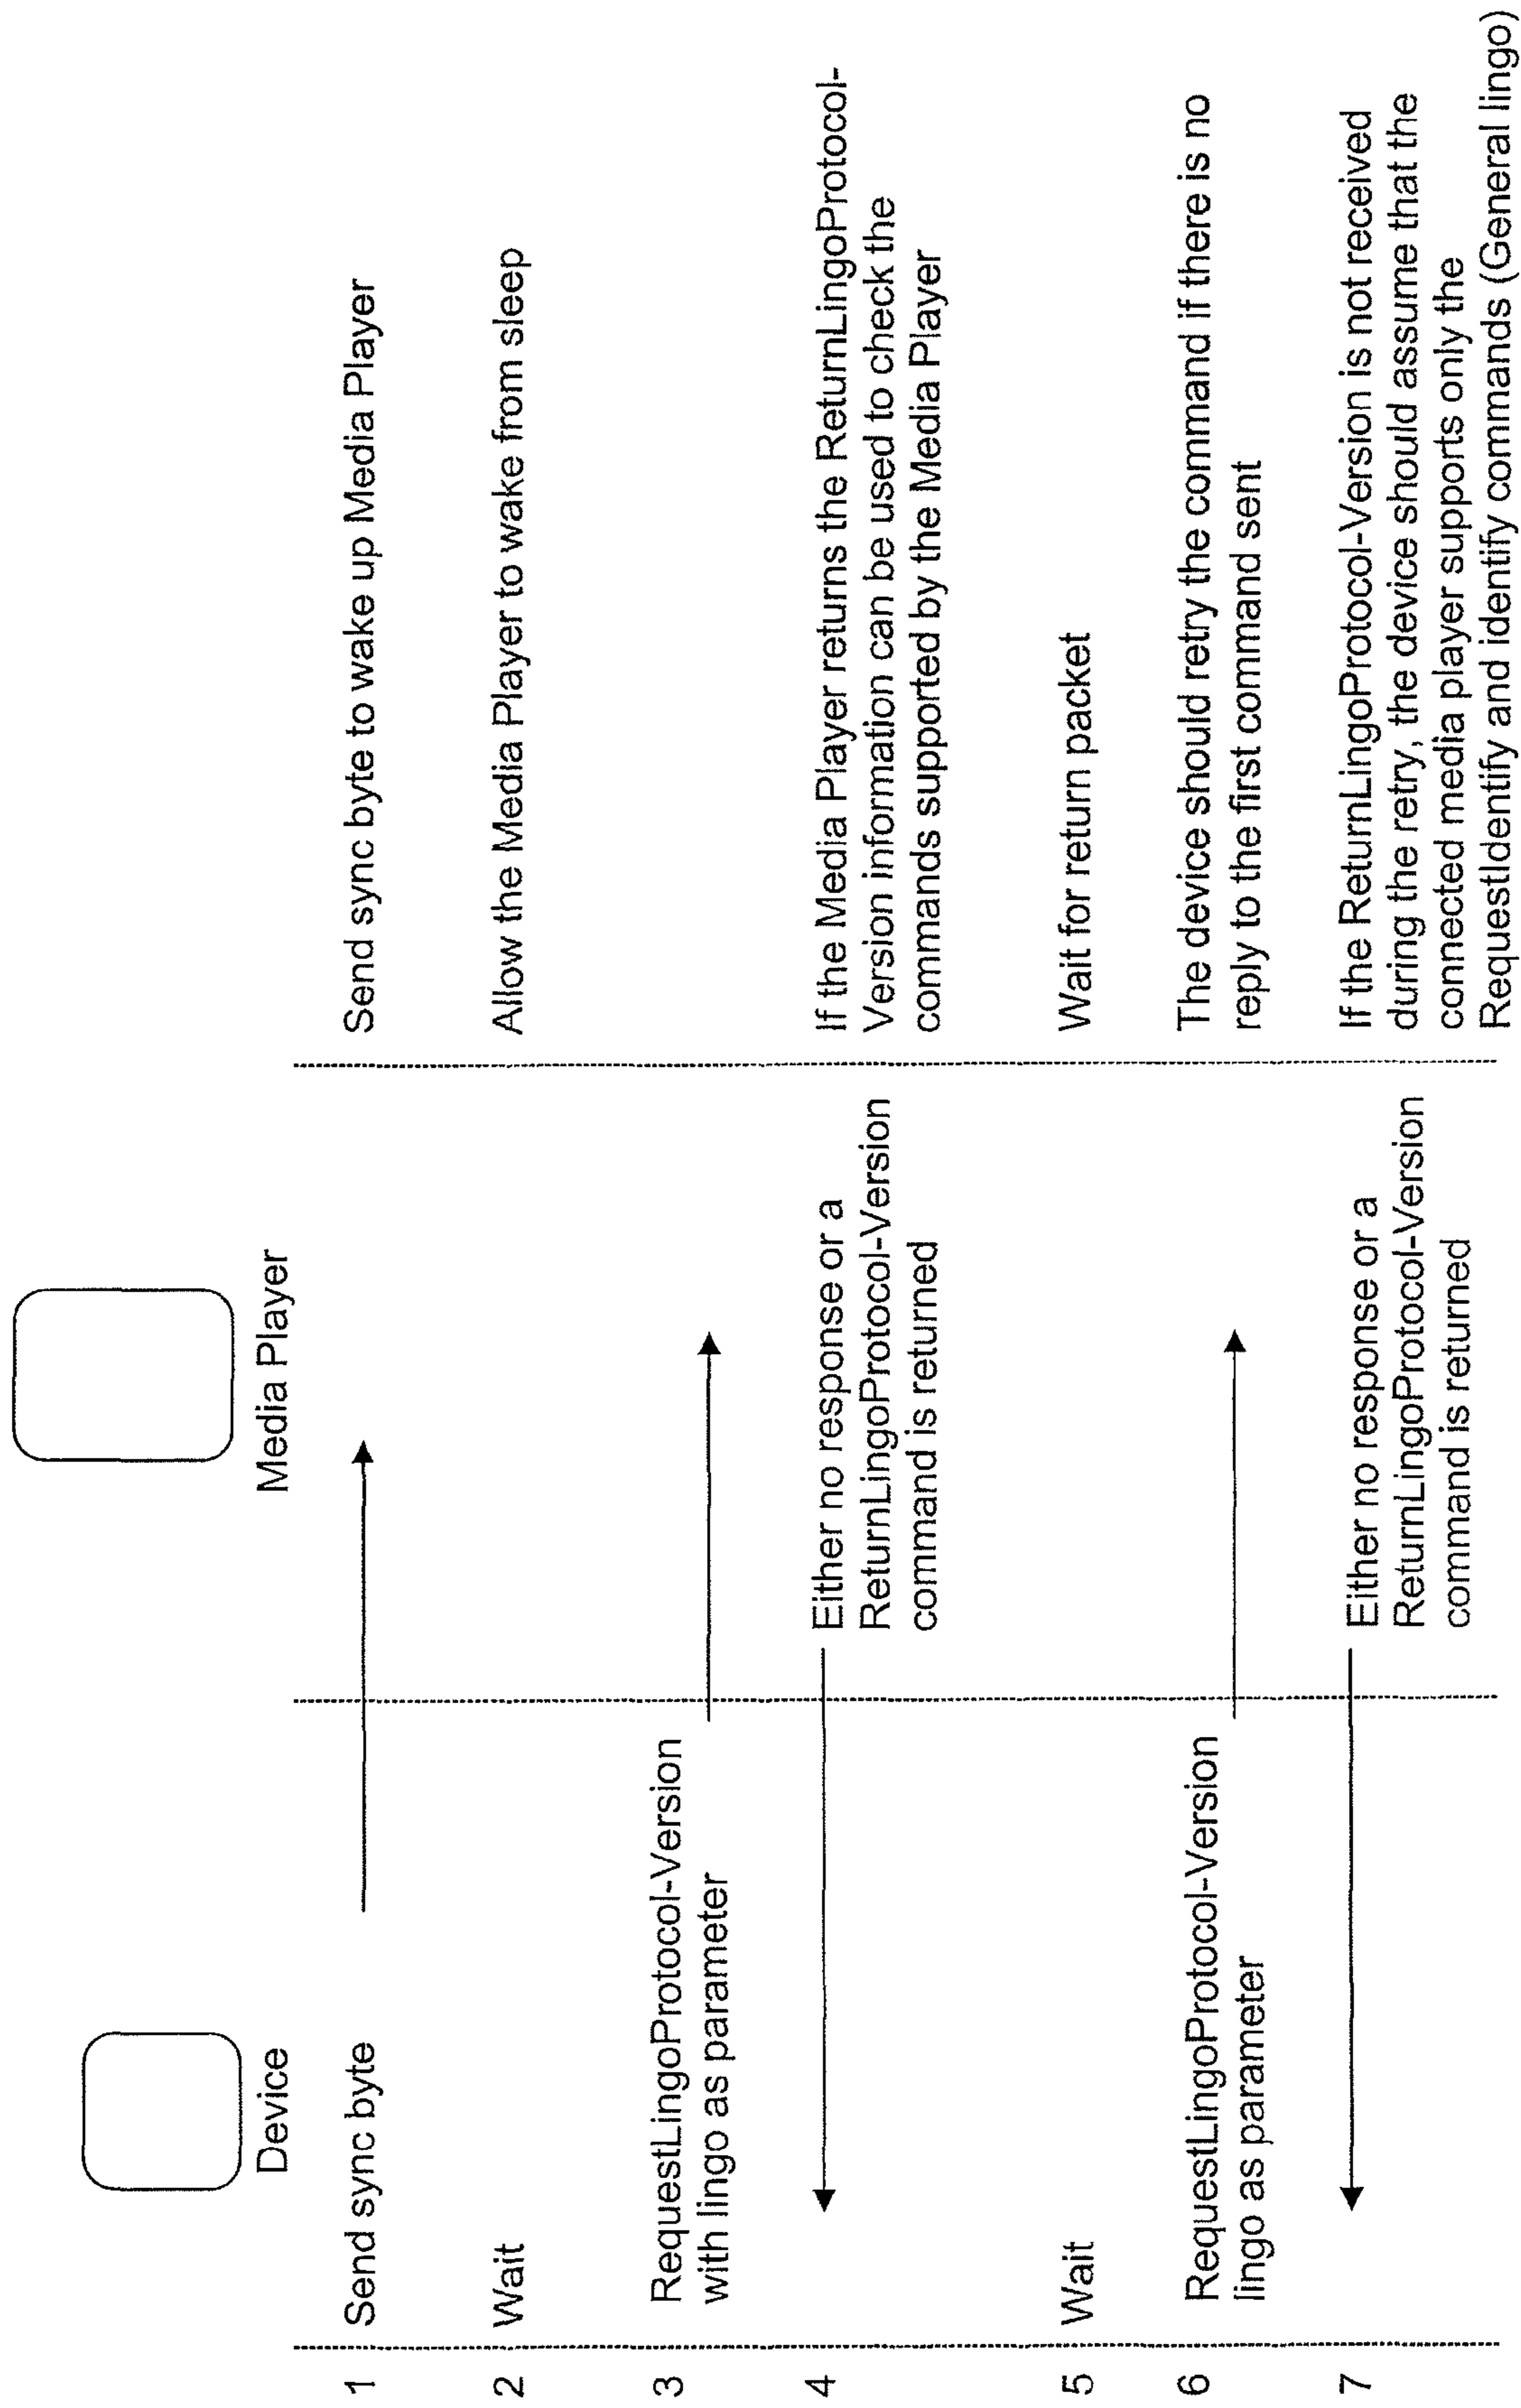 Device
Media Player
1
Send sync byte
Send sync byte to wake up Media Player
2
Wait
Allow the Media Player to wake from sleep
3
RequestLingoProtocol-Version
with lingo as parameter
4
Either no response or a
ReturnLingoProtocol-Version
command is returned
If the Media Player returns the ReturnLingoProtocol-
Version information can be used to check the
commands supported by the Media Player
5
Wait
Wait for return packet
6
RequestLingoProtocol-Version
lingo as parameter
The device should retry the command if there is no
reply to the first command sent
7
Either no response or a
ReturnLingoProtocol-Version
command is returned
If the ReturnLingoProtocol-Version is not received
during the retry, the device should assume that the
connected media player supports only the
RequestIdentify and identify commands (General lingo)